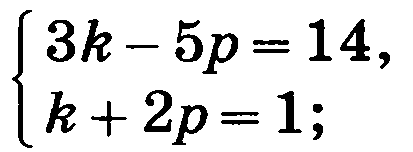 3k − 5p = 14,
k + 2p = 1;